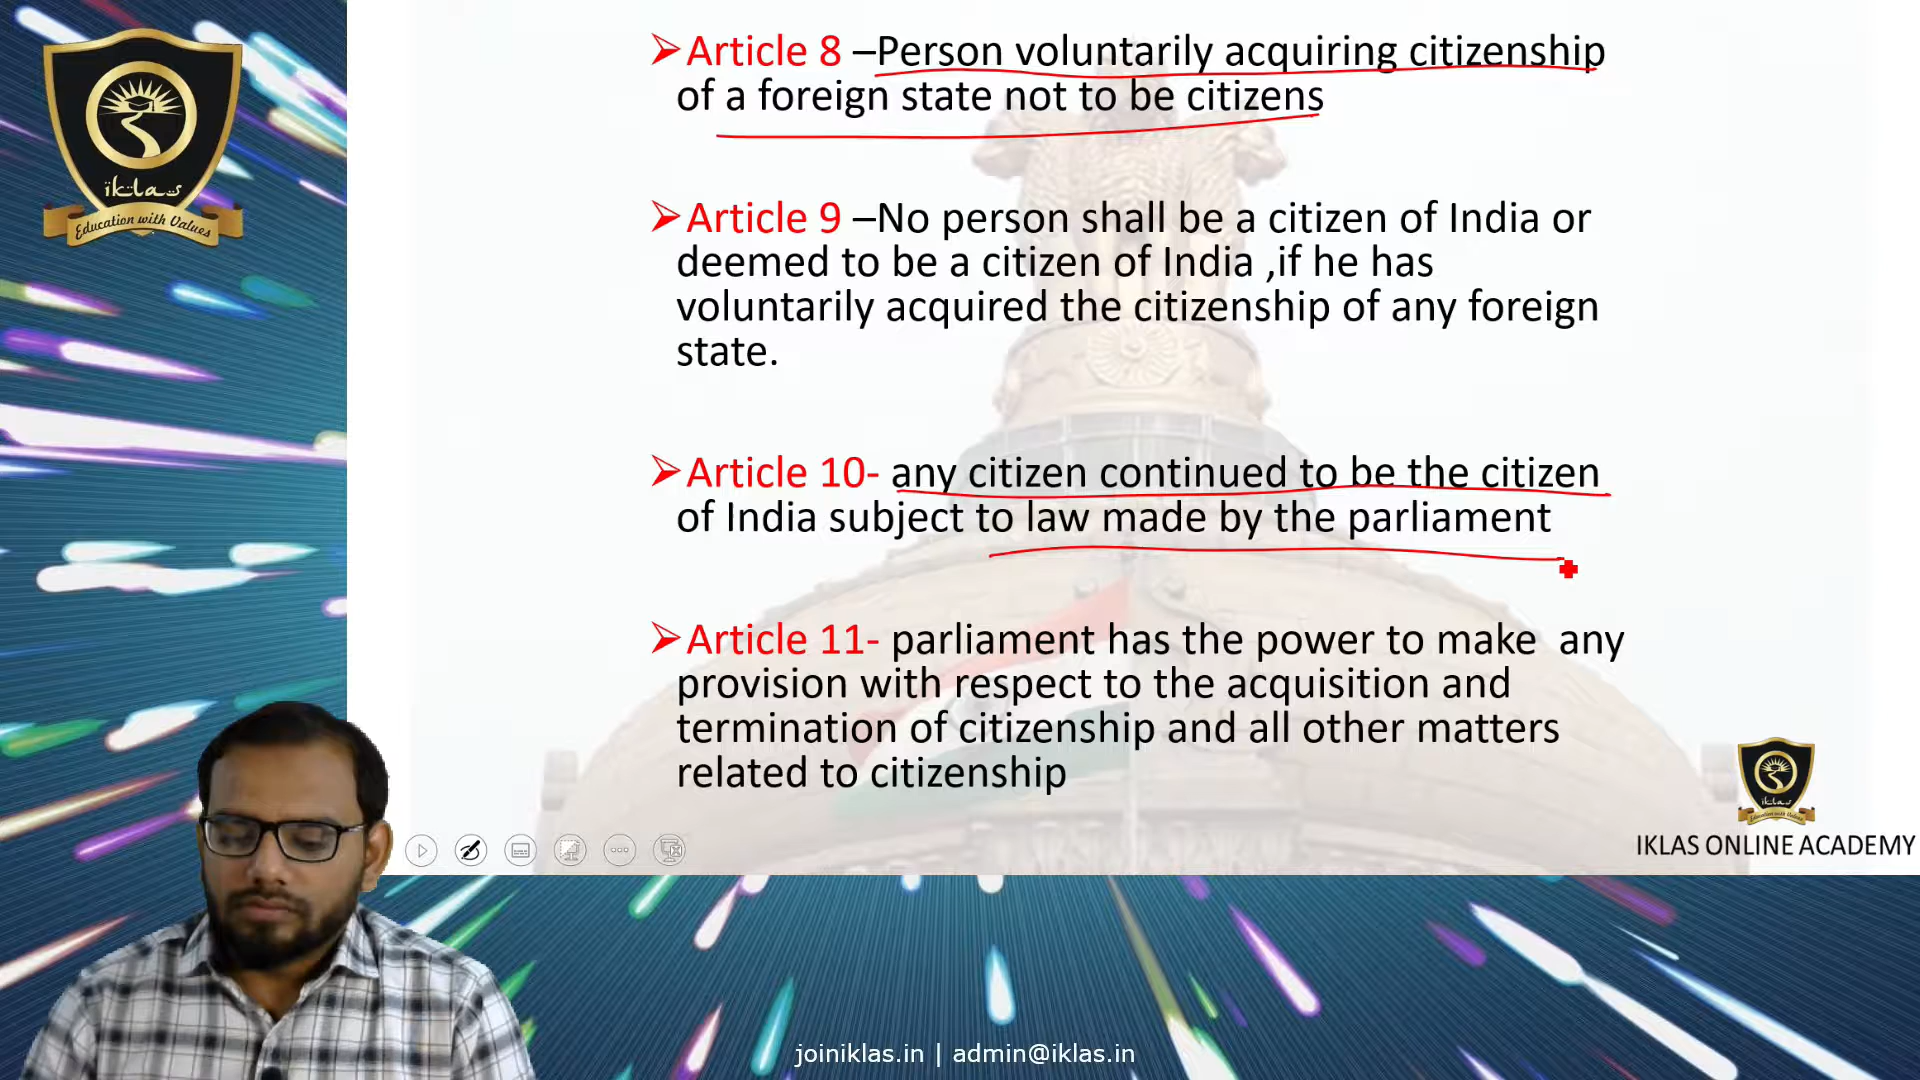 iklas
Education with Values
➢Article 8 –Person voluntarily acquiring citizenship
of a foreign state not to be citizens
➢Article 9 –No person shall be a citizen of India or
deemed to be a citizen of India ,if he has
voluntarily acquired the citizenship of any foreign
state.
➢Article 10- any citizen continued to be the citizen
of India subject to law made by the parliament
➢Article 11- parliament has the power to make  any
provision with respect to the acquisition and
termination of citizenship and all other matters
related to citizenship
iklas
Education with Values
IKLAS ONLINE ACADEMY
joiniklas.in | admin@iklas.in